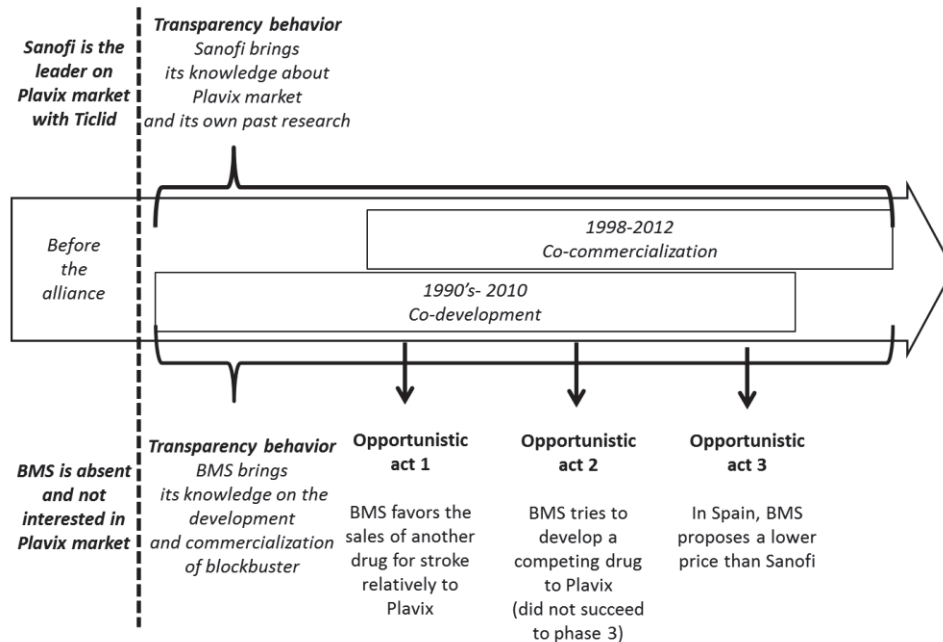 Sanofi is the
leader on
Plavix market
with Ticlid
Transparency behavior
Sanofi brings
its knowledge about
Plavix market
and its own past research
Before
the
alliance
1998-2012
Co-commercialization
1990's- 2010
Co-development
BMS is absent
and not
interested in
Plavix market
Transparency behavior
BMS brings
its knowledge on the
development
and commercialization
of blockbuster
Opportunistic
act 1
BMS favors the
sales of another
drug for stroke
relatively to
Plavix
Opportunistic
act 2
BMS tries to
develop a
competing drug
to Plavix
(did not succeed
to phase 3)
Opportunistic
act 3
In Spain, BMS
proposes a lower
price than Sanofi